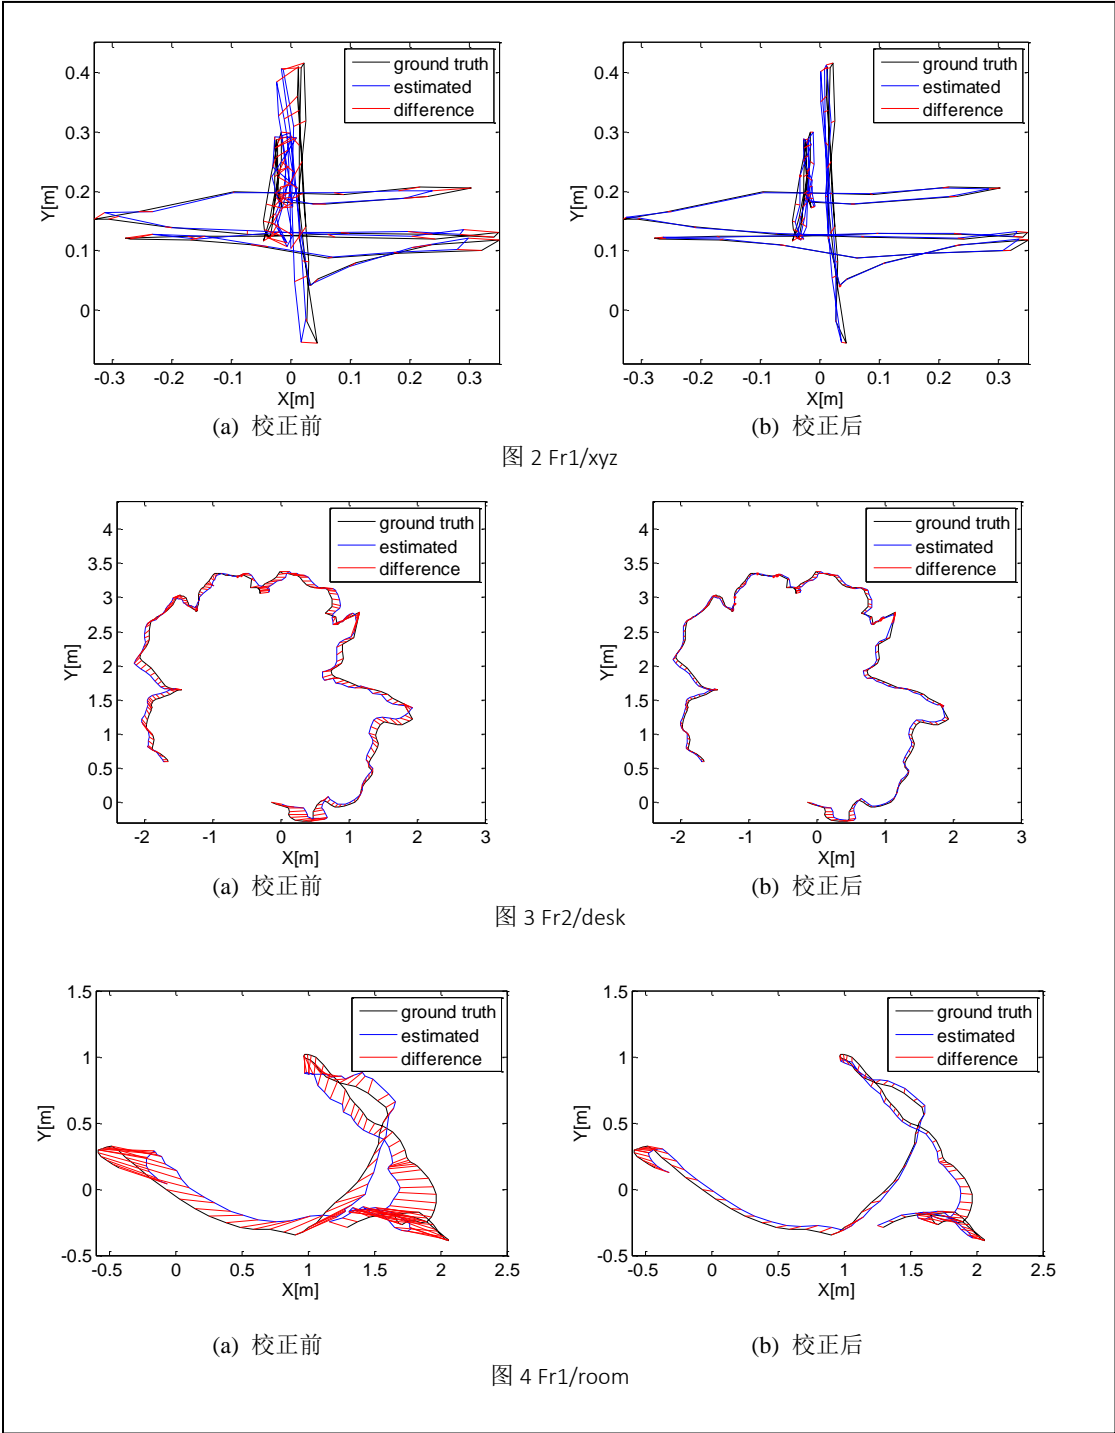 ground truth
estimated
difference
0.4
0.3
0.2
0.1
0
Y[m]
-0.3 -0.2 -0.1 0 0.1 0.2 0.3
X[m]
(a) 校正前
ground truth
estimated
difference
0.4
0.3
0.2
0.1
0
Y[m]
-0.3 -0.2 -0.1 0 0.1 0.2 0.3
X[m]
(b) 校正后
图 2 Fr1/xyz
ground truth
estimated
difference
4
3.5
3
2.5
2
1.5
1
0.5
0
Y[m]
-2 -1 0 1 2 3
X[m]
(a) 校正前
ground truth
estimated
difference
4
3.5
3
2.5
2
1.5
1
0.5
0
Y[m]
-2 -1 0 1 2 3
X[m]
(b) 校正后
图 3 Fr2/desk
ground truth
estimated
difference
1.5
1
0.5
0
-0.5
Y[m]
-0.5 0 0.5 1 1.5 2 2.5
X[m]
(a) 校正前
ground truth
estimated
difference
1.5
1
0.5
0
-0.5
Y[m]
-0.5 0 0.5 1 1.5 2 2.5
X[m]
(b) 校正后
图 4 Fr1/room